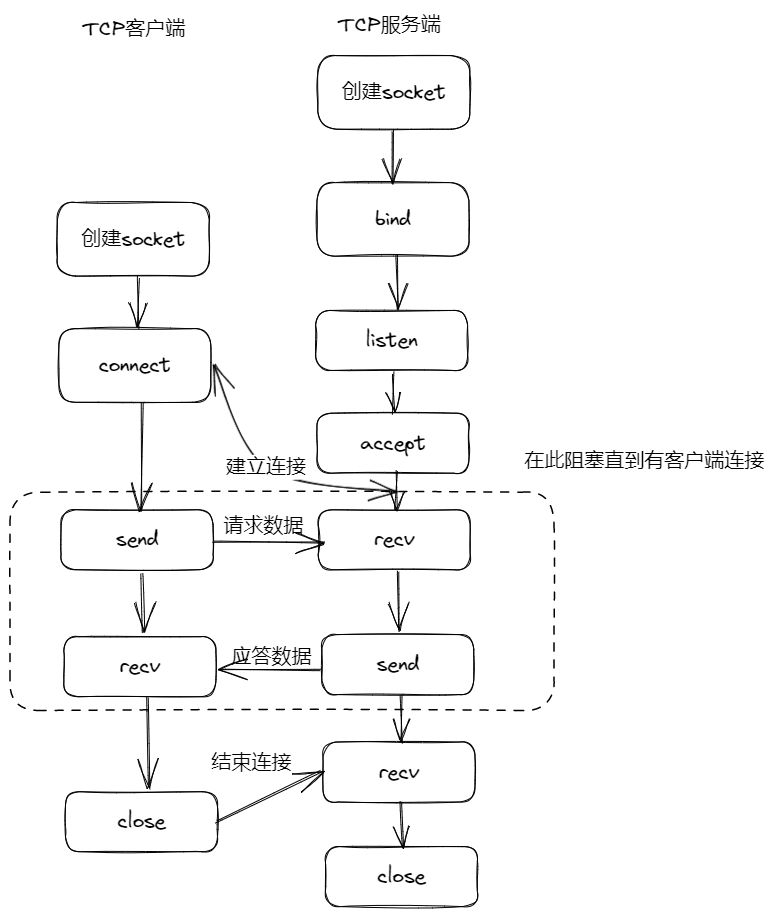 TCP客户端
TCP服务端
创建socket
bind
创建socket
listen
connect
accept
建立连接
在此阻塞直到有客户端连接
send
请求数据
recv
recv
应答数据
send
结束连接
recv
close
close